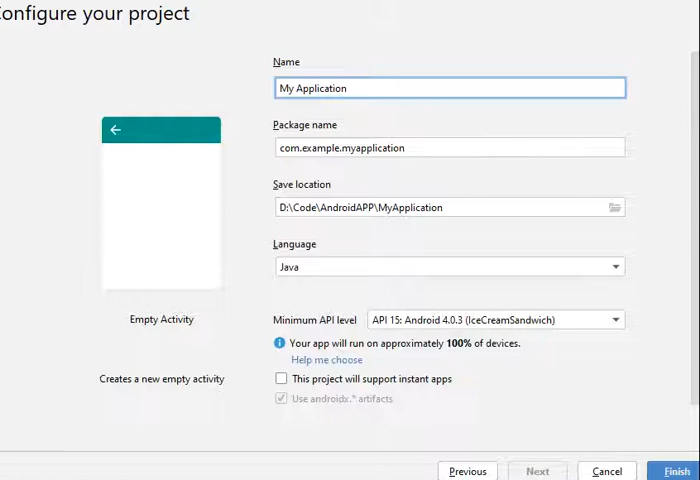 onfigure your project
Name
My Application
Package name
com.example.myapplication
Save location
D:\Code\AndroidAPP\MyApplication
Language
Java
Empty Activity
Minimum API level
API 15: Android 4.0.3 (IceCreamSandwich)
Your app will run on approximately 100% of devices.
Help me choose
Creates a new empty activity
This project will support instant apps
Use androidx.* artifacts
Previous
Next
Cancel
Finish